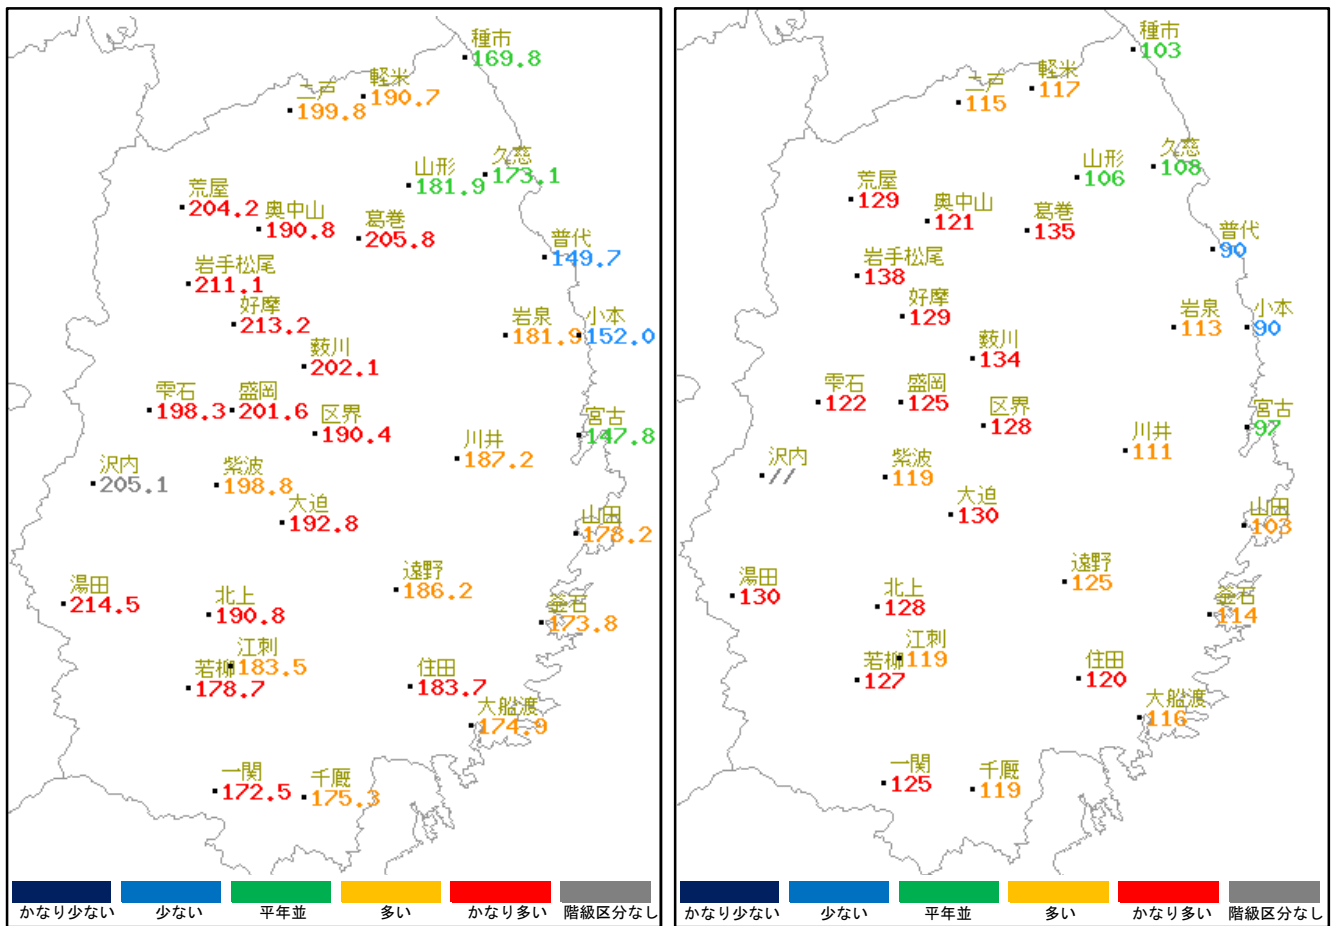 種市
169.8
軽米
190.7
二戸
199.8
久慈
173.1
山形
181.9
荒屋
204.2
奥中山
190.8
葛巻
205.8
普代
149.7
岩手松尾
211.1
好摩
213.2
岩泉
181.9
小本
152.0
薮川
202.1
雫石
198.3
盛岡
201.6
区界
190.4
宮古
147.8
川井
187.2
沢内
205.1
紫波
198.8
大迫
192.8
山田
178.2
遠野
186.2
湯田
214.5
北上
190.8
釜石
173.8
江刺
183.5
若柳
178.7
住田
183.7
大船渡
174.9
一関
172.5
千厩
175.3
かなり少ない
少ない
平年並
多い
かなり多い
階級区分なし
種市
103
軽米
117
二戸
115
久慈
108
山形
106
荒屋
129
奥中山
121
葛巻
135
普代
90
岩手松尾
138
好摩
129
岩泉
113
小本
90
薮川
134
雫石
122
盛岡
125
区界
128
宮古
97
川井
111
沢内
//
紫波
119
大迫
130
山田
103
遠野
125
湯田
130
北上
128
釜石
114
江刺
119
若柳
127
住田
120
大船渡
116
一関
125
千厩
119
かなり少ない
少ない
平年並
多い
かなり多い
階級区分なし